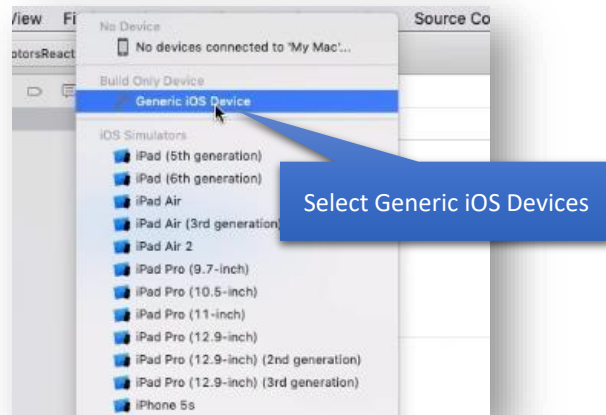 View Fi
Source Co
No Device
No devices connected to 'My Mac'...
otorsReact
Build Only Device
Generic iOS Device
iOS Simulators
iPad (5th generation)
iPad (6th generation)
iPad Air
iPad Air (3rd generation)
iPad Air 2
iPad Pro (9.7-inch)
iPad Pro (10.5-inch)
iPad Pro (11-inch)
iPad Pro (12.9-inch)
iPad Pro (12.9-inch) (2nd generation)
iPad Pro (12.9-inch) (3rd generation)
iPhone 5s
Select Generic iOS Devices